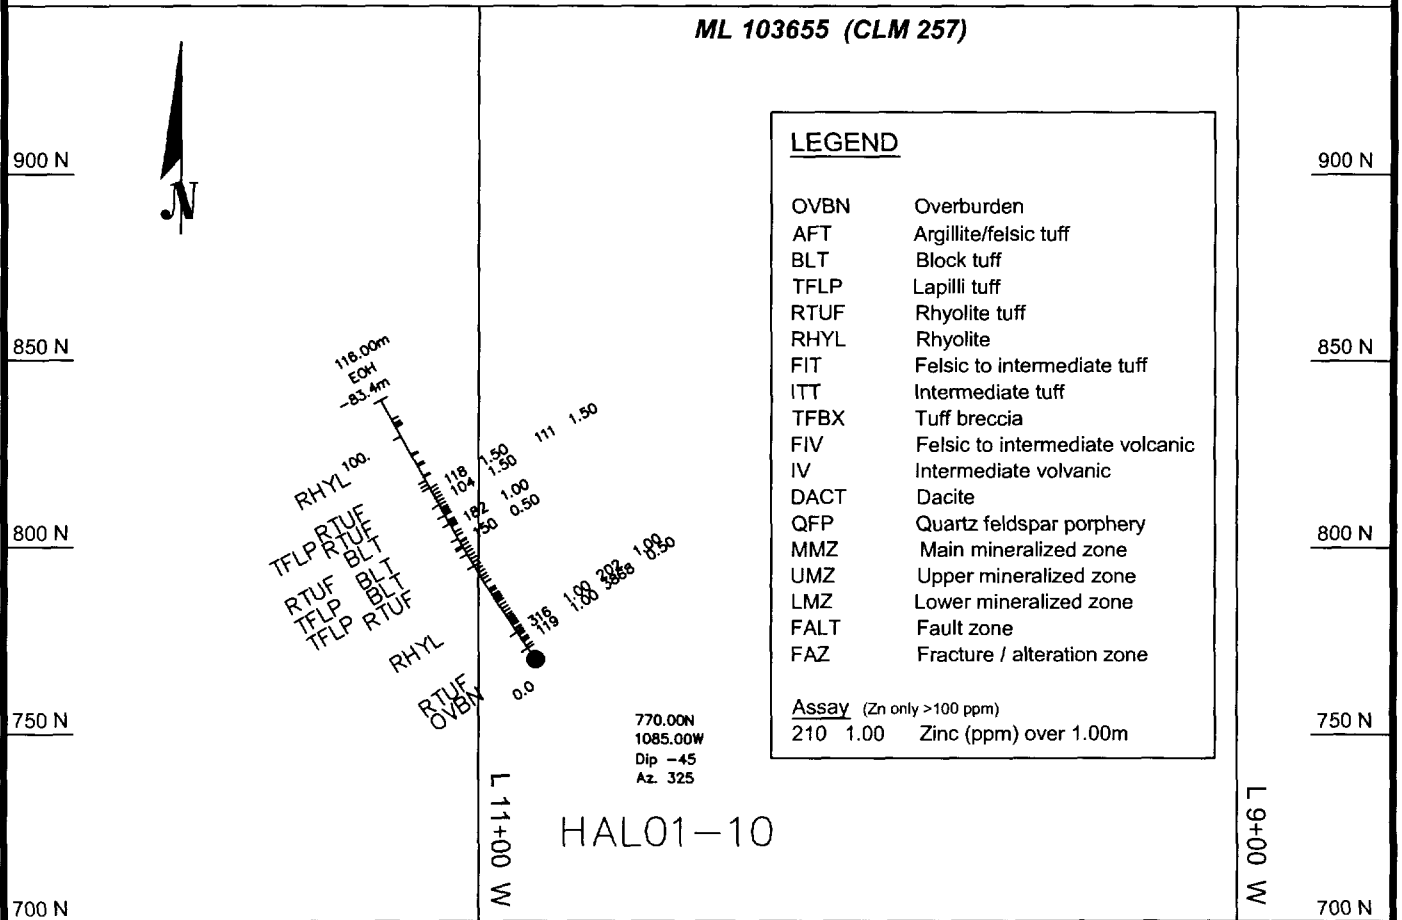 ML 103655 (CLM 257)
N
900 N
900 N
850 N
850 N
800 N
800 N
750 N
750 N
700 N
700 N
LEGEND
OVBN Overburden
AFT Argillite/felsic tuff
BLT Block tuff
TFLP Lapilli tuff
RTUF Rhyolite tuff
RHYL Rhyolite
FIT Felsic to intermediate tuff
ITT Intermediate tuff
TFBX Tuff breccia
FIV Felsic to intermediate volcanic
IV Intermediate volvanic
DACT Dacite
QFP Quartz feldspar porphery
MMZ Main mineralized zone
UMZ Upper mineralized zone
LMZ Lower mineralized zone
FALT Fault zone
FAZ Fracture / alteration zone
Assay (Zn only >100 ppm)
210 1.00 Zinc (ppm) over 1.00m
118.00m
EOH
-83.4m
111 1.50
118 1.50
104 1.50
182 1.00
150 0.50
316 1.00 202 1.00
119 1.00 3868 0.50
RHYL 100.
RTUF
TFLP RTUF
BLT
RTUF BLT
TFLP BLT
TFLP RTUF
RHYL
RTUF
OVBN
0.0
770.00N
1085.00W
Dip -45
Az. 325
HAL01-10
L 11+00 W
L 9+00 W